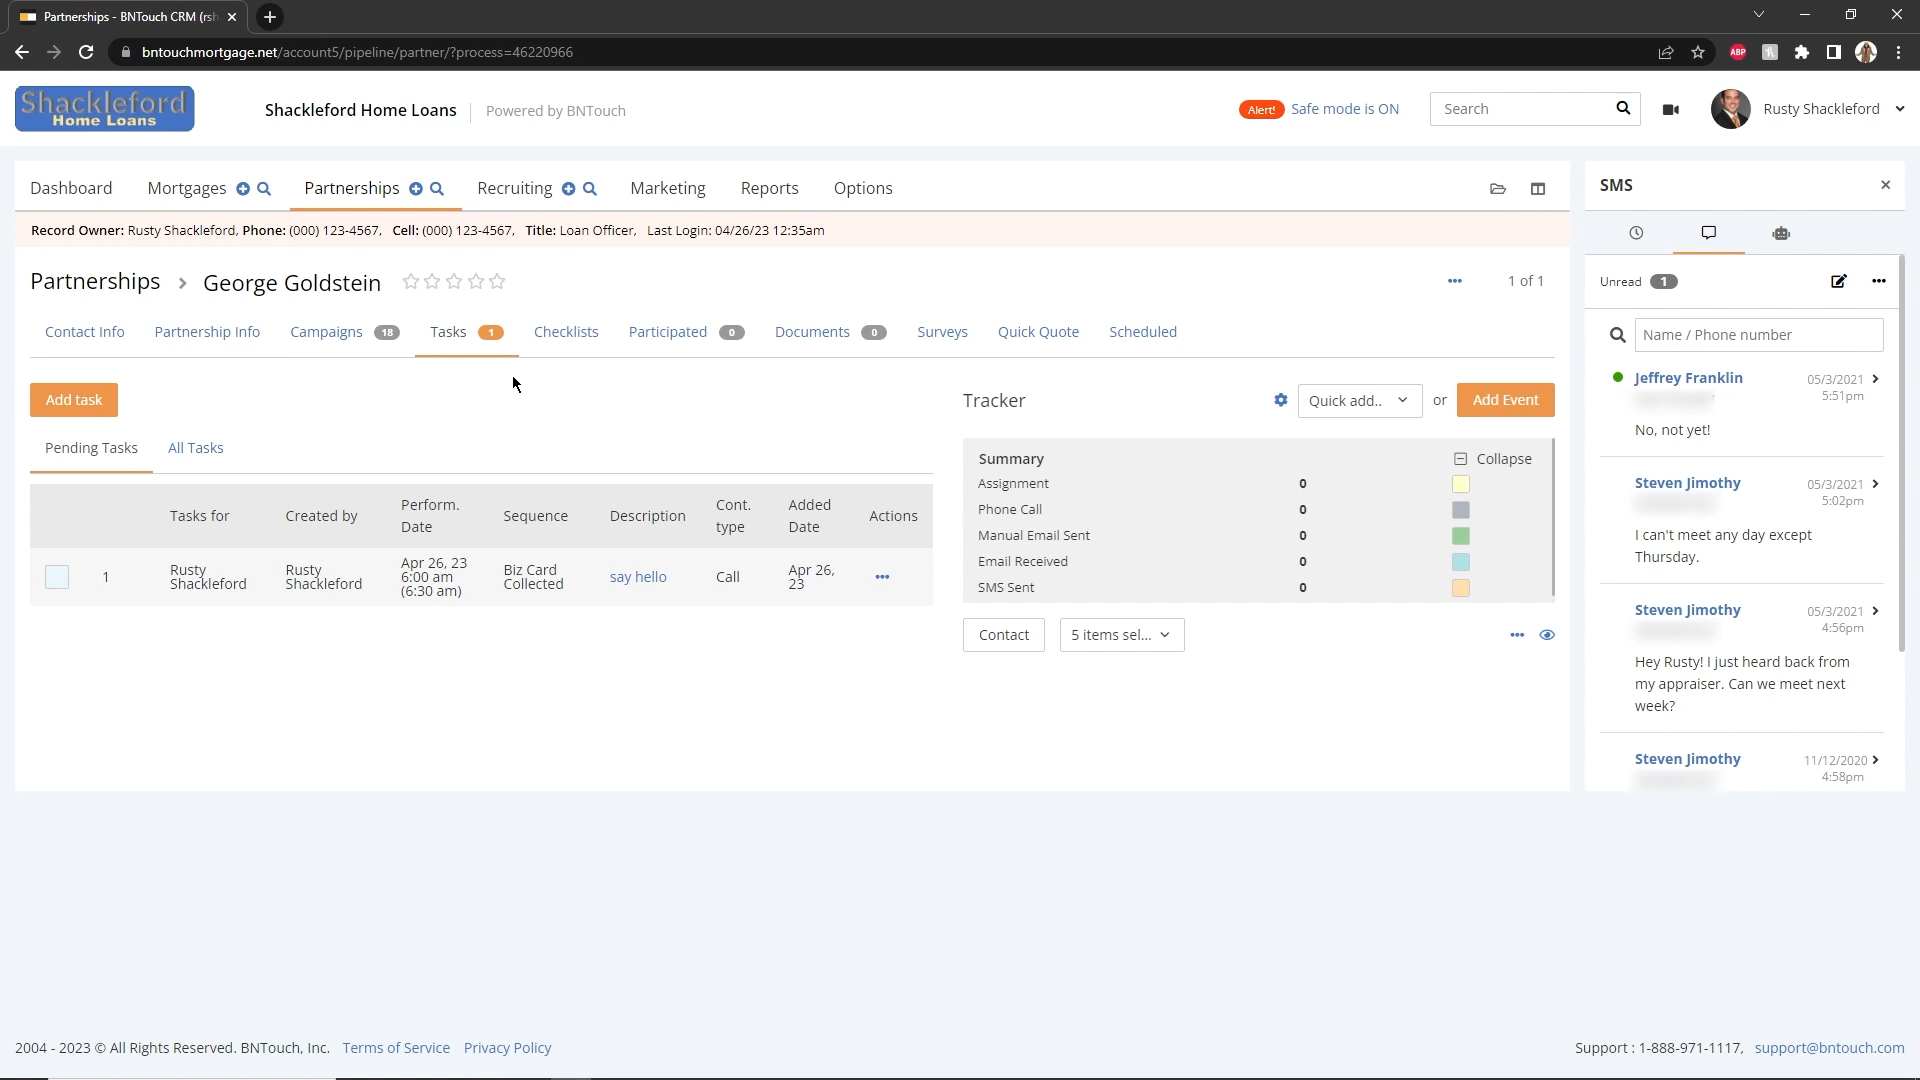 Partnerships - BNTouch CRM (rsh
bntouchmortgage.net/account5/pipeline/partner/?process=46220966
ABP
Shackleford
Home Loans
Shackleford Home Loans
Powered by BNTouch
Alert! Safe mode is ON
Search
Rusty Shackleford
Dashboard Mortgages Partnerships Recruiting Marketing Reports Options
Record Owner: Rusty Shackleford, Phone: (000) 123-4567, Cell: (000) 123-4567, Title: Loan Officer, Last Login: 04/26/23 12:35am
Partnerships > George Goldstein
1 of 1
Contact Info Partnership Info Campaigns 18 Tasks 1 Checklists Participated 0 Documents 0 Surveys Quick Quote Scheduled
Add task
Pending Tasks All Tasks
Tasks for Created by Perform. Date Sequence Description Cont. type Added Date Actions
1 Rusty Shackleford Rusty Shackleford Apr 26, 23 6:00 am (6:30 am) Biz Card Collected say hello Call Apr 26, 23
Tracker
Quick add.. or Add Event
Summary Collapse
Assignment 0
Phone Call 0
Manual Email Sent 0
Email Received 0
SMS Sent 0
Contact 5 items sel...
SMS
Unread 1
Name / Phone number
Jeffrey Franklin 05/3/2021
5:51pm
No, not yet!
Steven Jimothy 05/3/2021
5:02pm
I can't meet any day except
Thursday.
Steven Jimothy 05/3/2021
4:56pm
Hey Rusty! I just heard back from
my appraiser. Can we meet next
week?
Steven Jimothy 11/12/2020
4:58pm
2004 - 2023 © All Rights Reserved. BNTouch, Inc. Terms of Service Privacy Policy
Support : 1-888-971-1117, support@bntouch.com